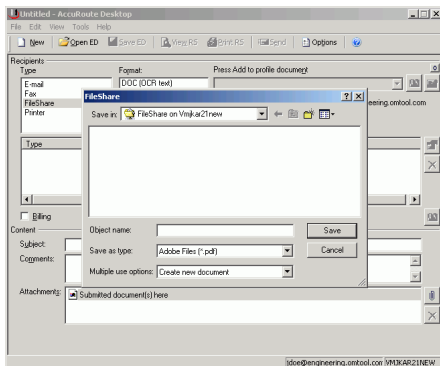 Untitled - AccuRoute Desktop
File Edit View Tools Help
New Open ED Save ED View RS Print RS Send Options
Recipients
Type Format: Press Add to profile document
E-mail DOC (OCR text)
Fax
FileShare eering.omtool.com
Printer
FileShare
Save in: FileShare on Vmjkar21new
Type
Object name: Save
Save as type: Adobe Files (*.pdf) Cancel
Multiple use options: Create new document
Billing
Content
Subject:
Comments:
Attachments: Submitted document(s) here
jdoe@engineering.omtool.com VMJKAR21NEW